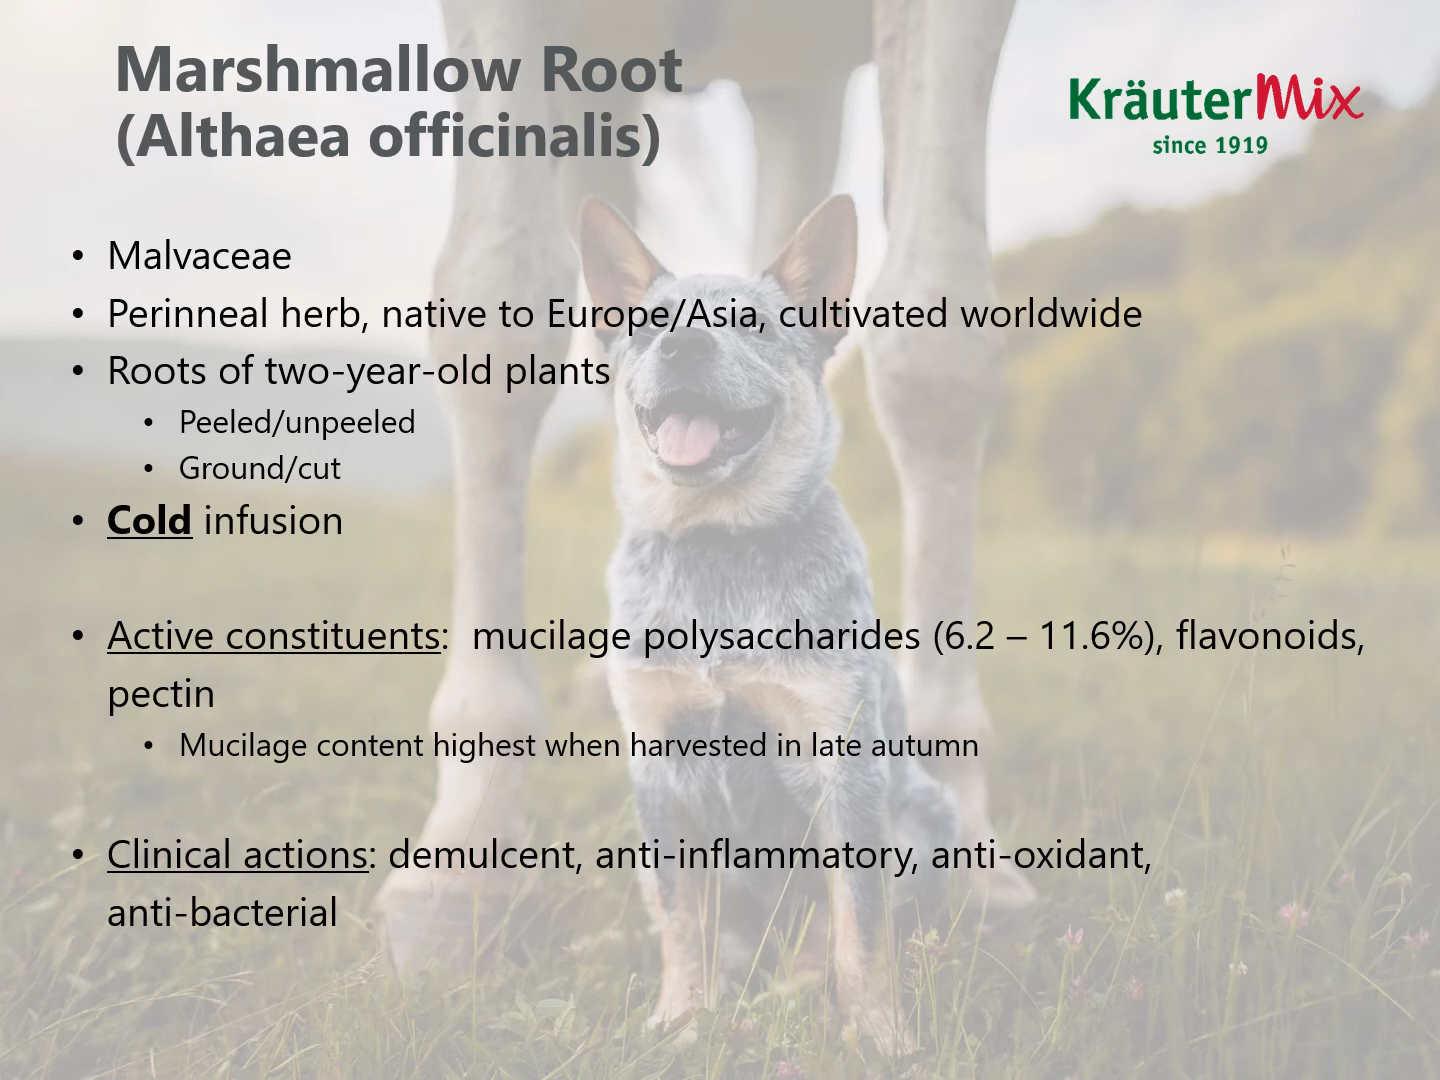 Marshmallow Root
(Althaea officinalis)
KräuterMix
since 1919
• Malvaceae
• Perinneal herb, native to Europe/Asia, cultivated worldwide
• Roots of two-year-old plants
• Peeled/unpeeled
• Ground/cut
• Cold infusion
• Active constituents:  mucilage polysaccharides (6.2 – 11.6%), flavonoids,
pectin
• Mucilage content highest when harvested in late autumn
• Clinical actions: demulcent, anti-inflammatory, anti-oxidant,
anti-bacterial